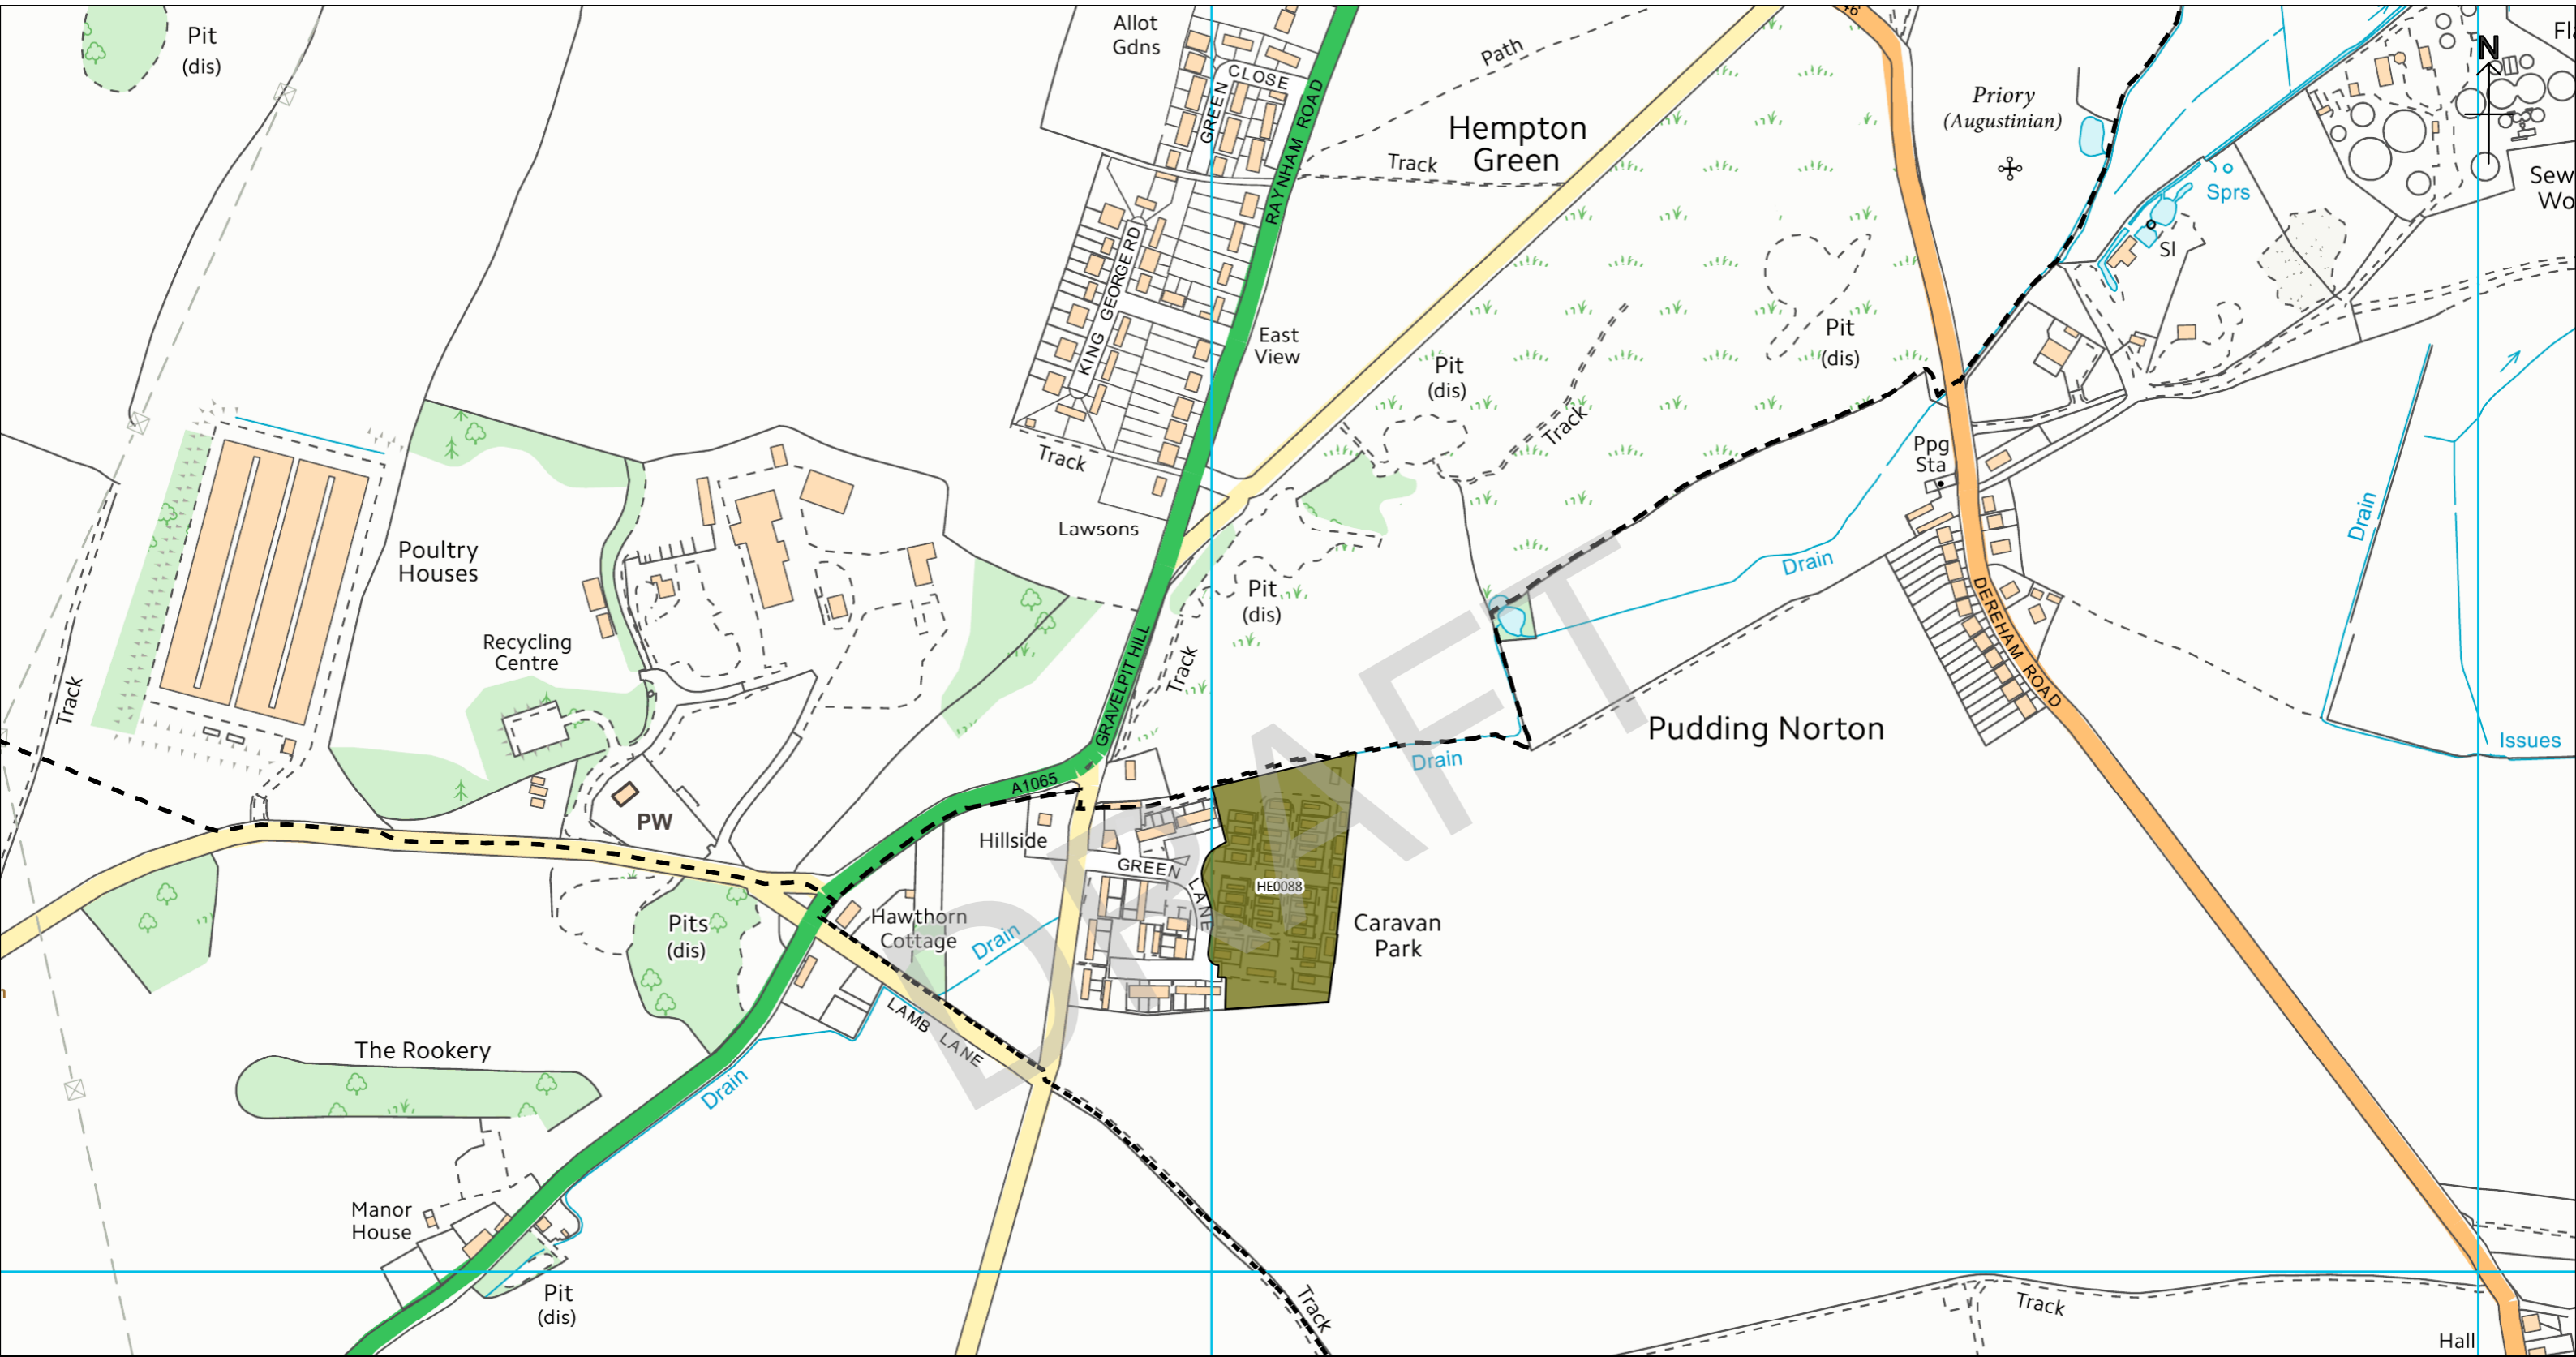 Pit
(dis)
Allot
Gdns
CLOSE
GREEN
RAYNHAM ROAD
Path
Track
Hempton
Green
Priory
(Augustinian)
N
Sprs
SI
KING GEORGE RD
East
View
Pit
(dis)
Pit
(dis)
Track
Track
Lawsons
Ppg
Sta
Drain
Poultry
Houses
Recycling
Centre
Track
GRAVELPIT HILL
Track
Pit
(dis)
Drain
DEREHAM ROAD
Pudding Norton
Drain
Issues
A1065
PW
Hillside
GREEN
LANE
HE0088
Caravan
Park
Pits
(dis)
Hawthorn
Cottage
Drain
LAMB LANE
The Rookery
Drain
Manor
House
Pit
(dis)
Track
Track
Hall
DRAFT